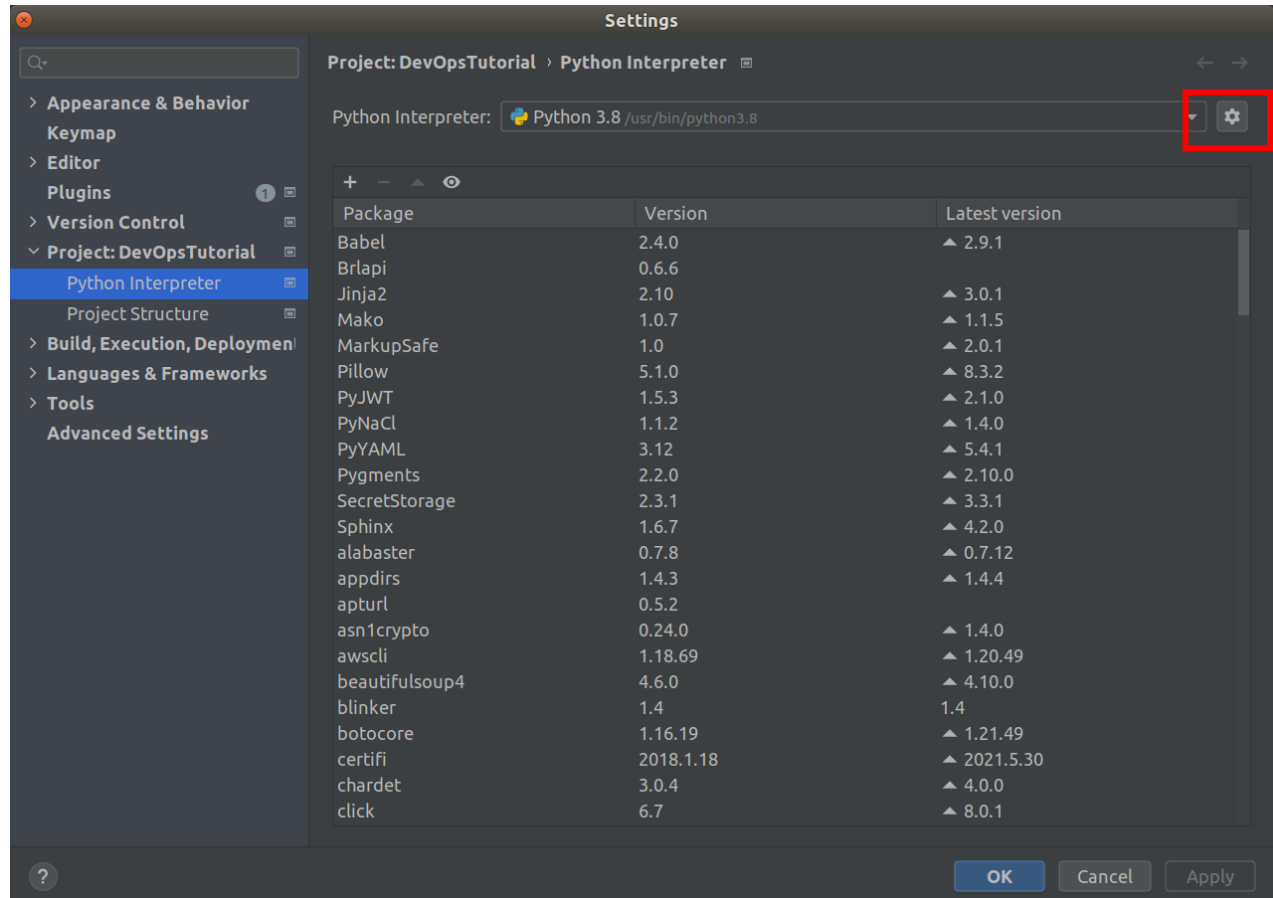 Settings
Project: DevOpsTutorial › Python Interpreter
Python Interpreter: Python 3.8 /usr/bin/python3.8
Appearance & Behavior
Keymap
Editor
Plugins 1
Version Control
Project: DevOpsTutorial
Python Interpreter
Project Structure
Build, Execution, Deploymen
Languages & Frameworks
Tools
Advanced Settings
Package Version Latest version
Babel 2.4.0 2.9.1
Brlapi 0.6.6
Jinja2 2.10 3.0.1
Mako 1.0.7 1.1.5
MarkupSafe 1.0 2.0.1
Pillow 5.1.0 8.3.2
PyJWT 1.5.3 2.1.0
PyNaCl 1.1.2 1.4.0
PyYAML 3.12 5.4.1
Pygments 2.2.0 2.10.0
SecretStorage 2.3.1 3.3.1
Sphinx 1.6.7 4.2.0
alabaster 0.7.8 0.7.12
appdirs 1.4.3 1.4.4
apturl 0.5.2
asn1crypto 0.24.0 1.4.0
awscli 1.18.69 1.20.49
beautifulsoup4 4.6.0 4.10.0
blinker 1.4 1.4
botocore 1.16.19 1.21.49
certifi 2018.1.18 2021.5.30
chardet 3.0.4 4.0.0
click 6.7 8.0.1
? OK Cancel Apply